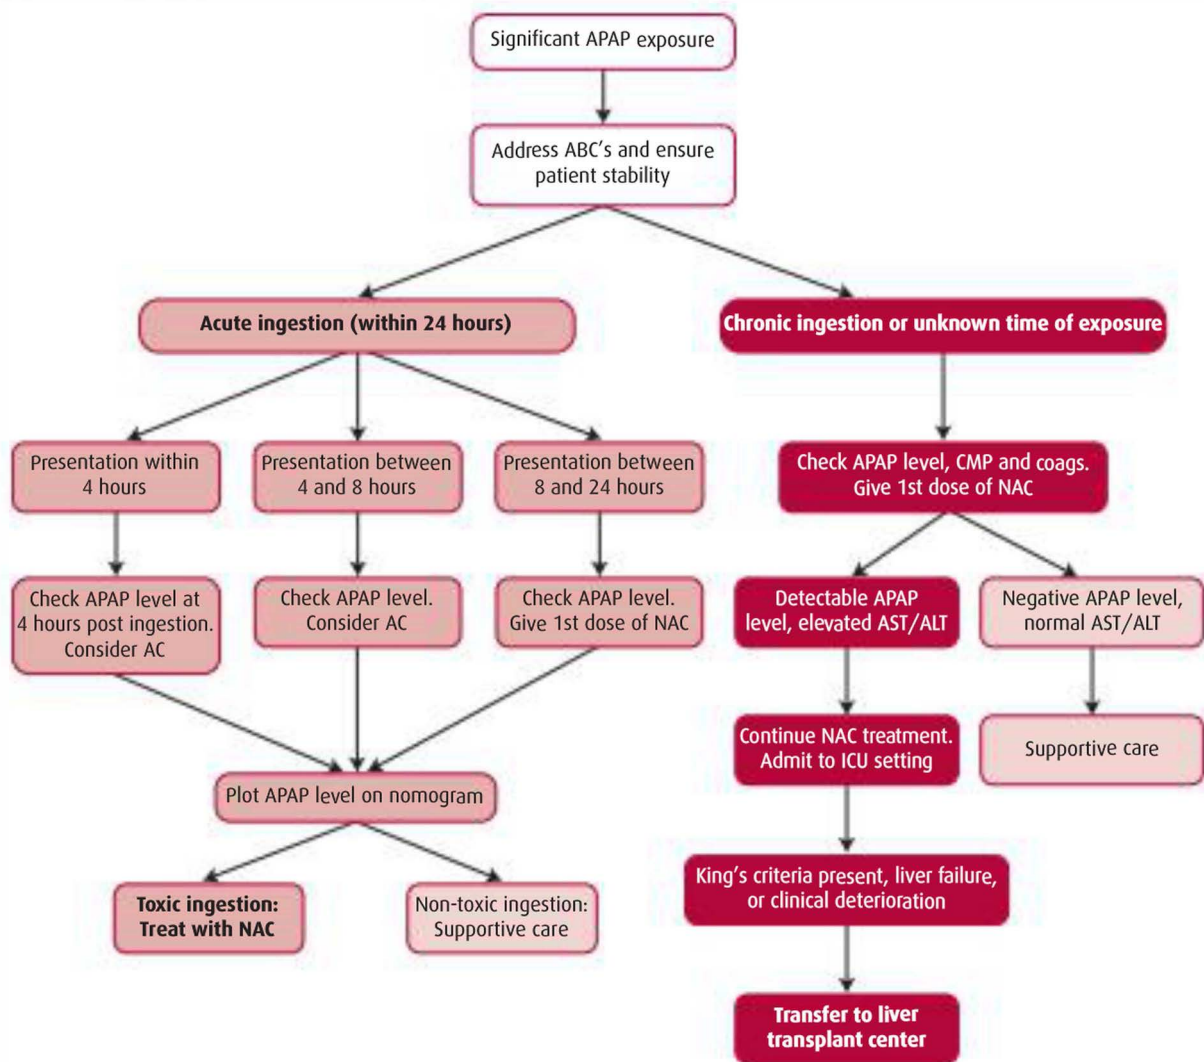 Significant APAP exposure
Address ABC's and ensure
patient stability
Acute ingestion (within 24 hours)
Chronic ingestion or unknown time of exposure
Presentation within
4 hours
Presentation between
4 and 8 hours
Presentation between
8 and 24 hours
Check APAP level, CMP and coags.
Give 1st dose of NAC
Check APAP level at
4 hours post ingestion.
Consider AC
Check APAP level.
Consider AC
Check APAP level.
Give 1st dose of NAC
Detectable APAP
level, elevated AST/ALT
Negative APAP level,
normal AST/ALT
Continue NAC treatment.
Admit to ICU setting
Supportive care
Plot APAP level on nomogram
King's criteria present, liver failure,
or clinical deterioration
Toxic ingestion:
Treat with NAC
Non-toxic ingestion:
Supportive care
Transfer to liver
transplant center